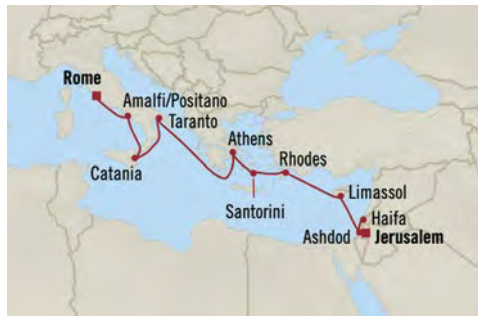 Rome
Amalfi/Positano
Taranto
Catania
Athens
Santorini
Rhodes
Limassol
Haifa
Ashdod
Jerusalem